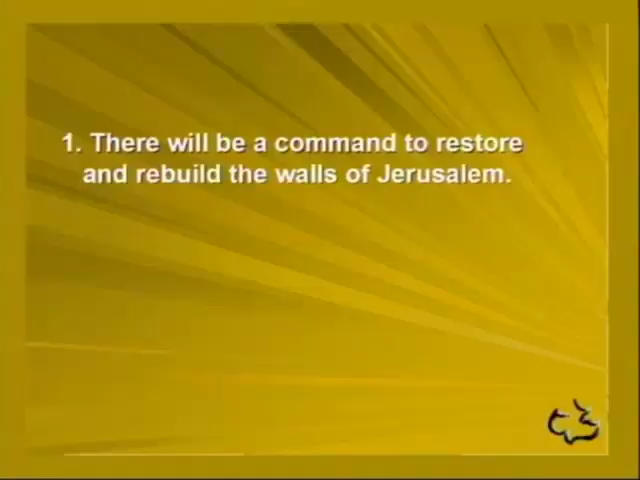 1. There will be a command to restore
and rebuild the walls of Jerusalem.